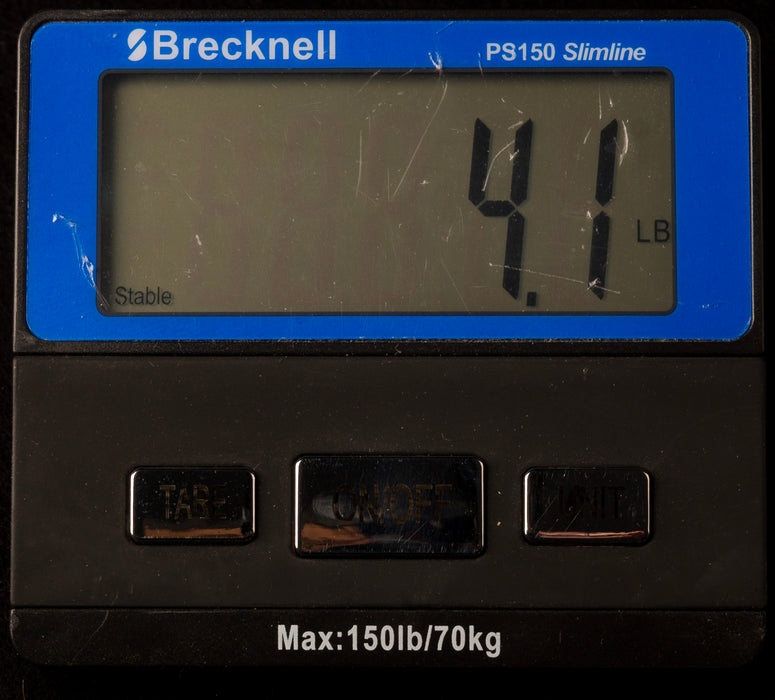 Brecknell
PS150 Slimline
4.1 LB
Stable
TARE ON/OFF UNIT
Max:150lb/70kg